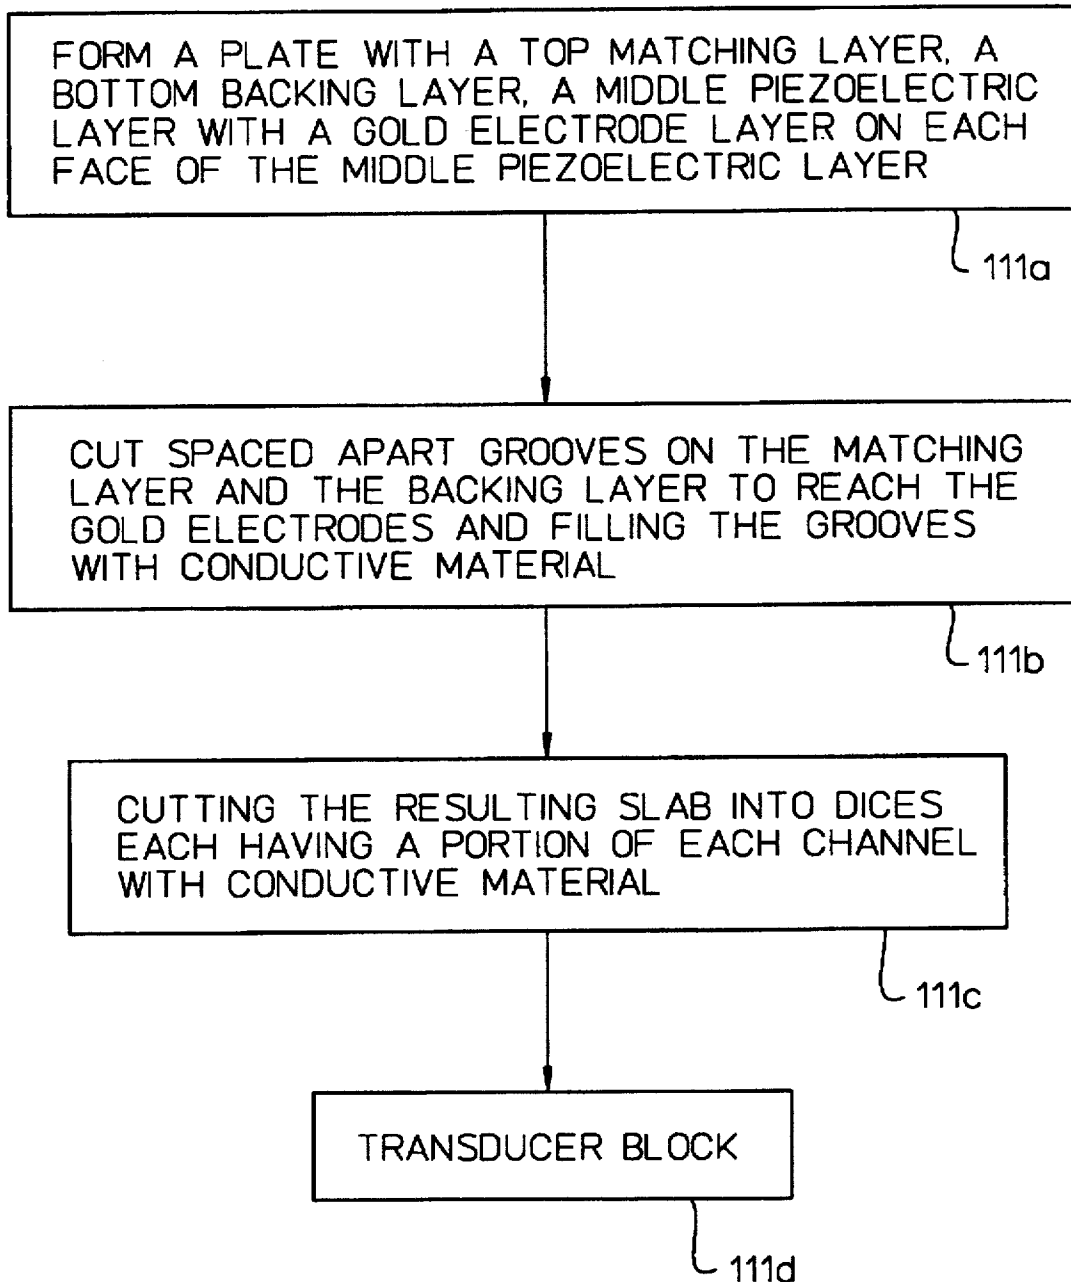 FORM A PLATE WITH A TOP MATCHING LAYER, A
BOTTOM BACKING LAYER, A MIDDLE PIEZOELECTRIC
LAYER WITH A GOLD ELECTRODE LAYER ON EACH
FACE OF THE MIDDLE PIEZOELECTRIC LAYER
111a
CUT SPACED APART GROOVES ON THE MATCHING
LAYER AND THE BACKING LAYER TO REACH THE
GOLD ELECTRODES AND FILLING THE GROOVES
WITH CONDUCTIVE MATERIAL
111b
CUTTING THE RESULTING SLAB INTO DICES
EACH HAVING A PORTION OF EACH CHANNEL
WITH CONDUCTIVE MATERIAL
111c
TRANSDUCER BLOCK
111d